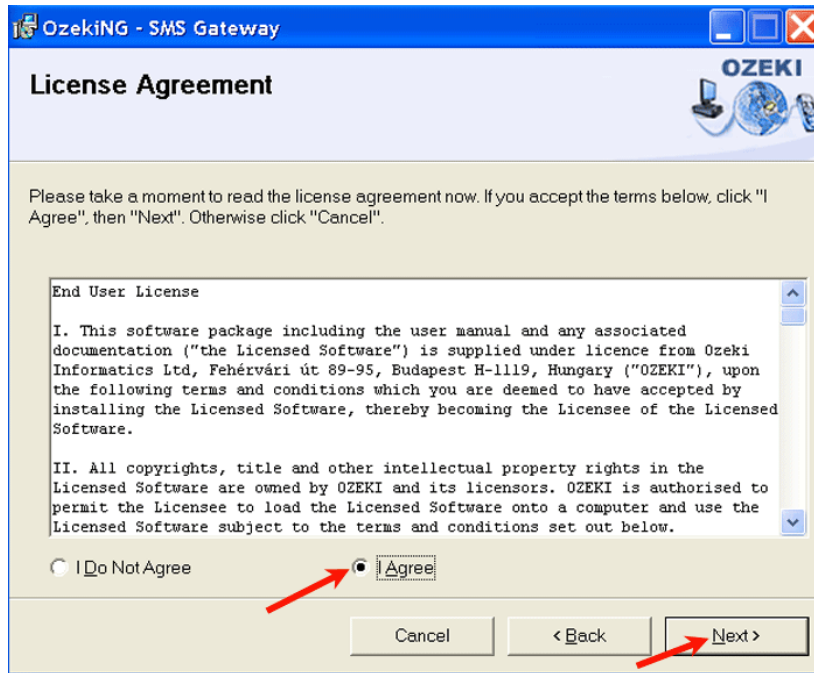 OzekiNG - SMS Gateway
License Agreement
OZEKI
Please take a moment to read the license agreement now. If you accept the terms below, click "I
Agree", then "Next". Otherwise click "Cancel".
End User License
I. This software package including the user manual and any associated
documentation ("the Licensed Software") is supplied under licence from Ozeki
Informatics Ltd, Fehérvári út 89-95, Budapest H-1119, Hungary ("OZEKI"), upon
the following terms and conditions which you are deemed to have accepted by
installing the Licensed Software, thereby becoming the Licensee of the Licensed
Software.
II. All copyrights, title and other intellectual property rights in the
Licensed Software are owned by OZEKI and its licensors. OZEKI is authorised to
permit the Licensee to load the Licensed Software onto a computer and use the
Licensed Software subject to the terms and conditions set out below.
I Do Not Agree
I Agree
Cancel
< Back
Next >